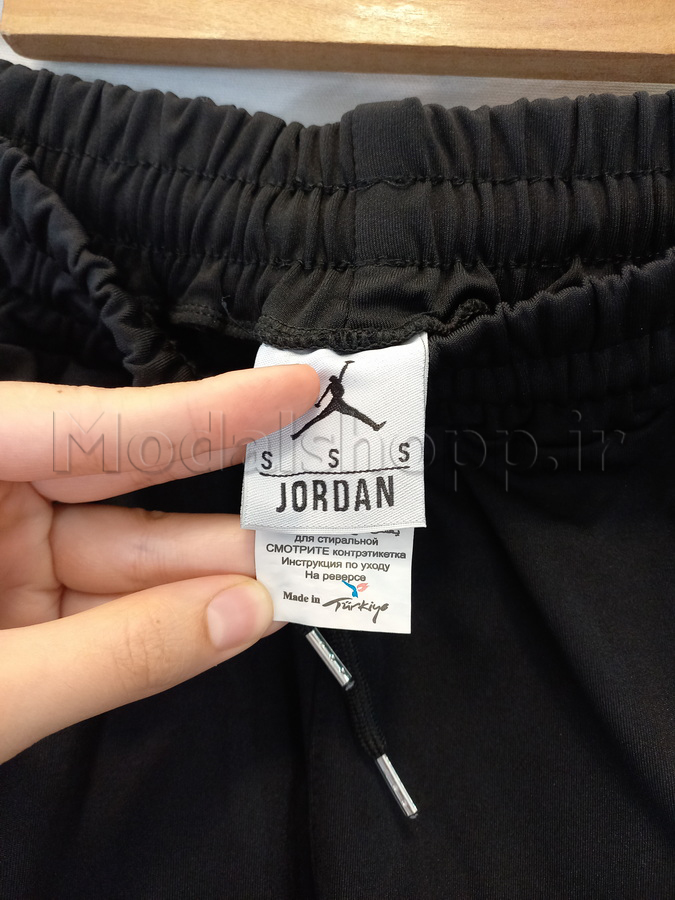 Modalshopp.ir
S S S
JORDAN
для стиральной
СМОТРИТЕ контрэтикетка
Инструкция по уходу
На реверсе
Made in Türkiye